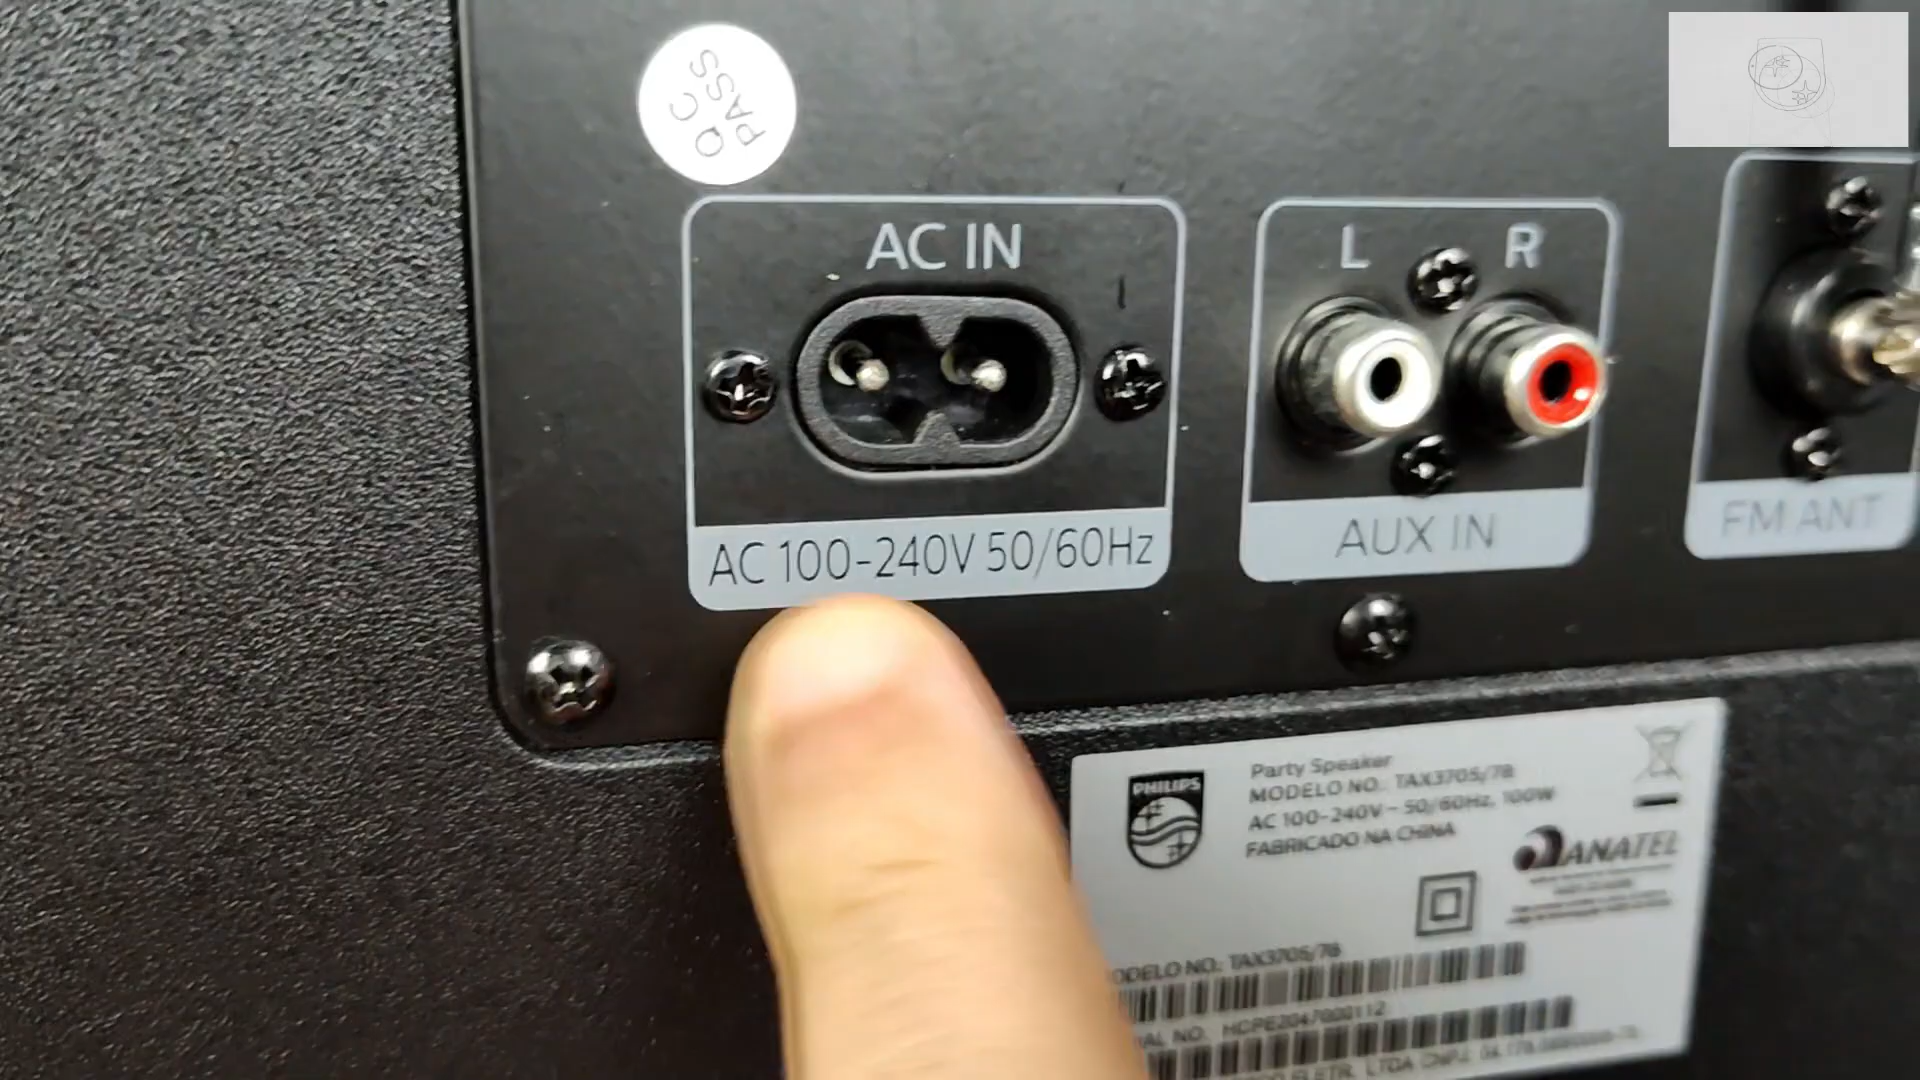 QC
PASS
AC IN
AC 100-240V 50/60Hz
L R
AUX IN
FM ANT
PHILIPS
Party Speaker
MODELO NO.: TAX3705/78
AC 100-240V ~ 50/60Hz, 100W
FABRICADO NA CHINA
ANATEL
MODELO NO.: TAX3705/78